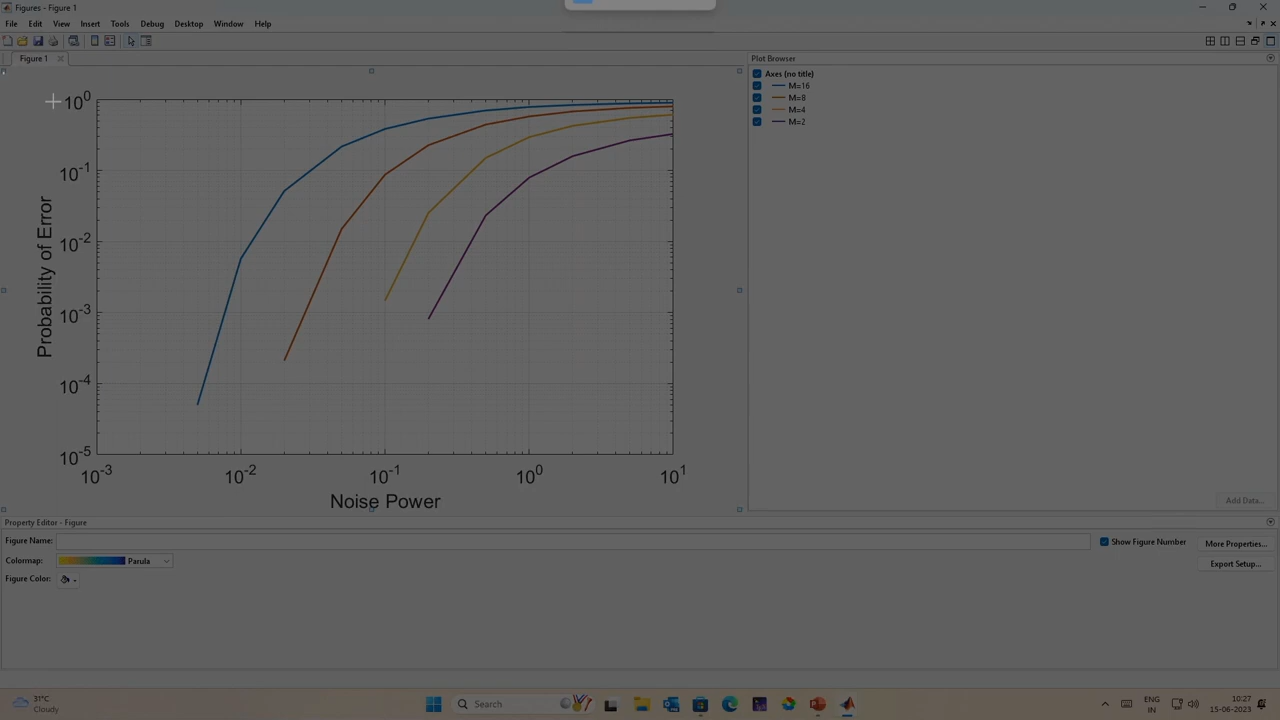 Figures - Figure 1
File Edit View Insert Tools Debug Desktop Window Help
Figure 1
Plot Browser
Axes (no title)
M=16
M=8
M=4
M=2
10^0
10^-1
10^-2
10^-3
10^-4
10^-5
Probability of Error
10^-3 10^-2 10^-1 10^0 10^1
Noise Power
Add Data...
Property Editor - Figure
Figure Name:
Show Figure Number
More Properties...
Colormap:
Parula
Export Setup...
Figure Color:
31°C
Cloudy
Search
ENG
IN
10:27
15-06-2023